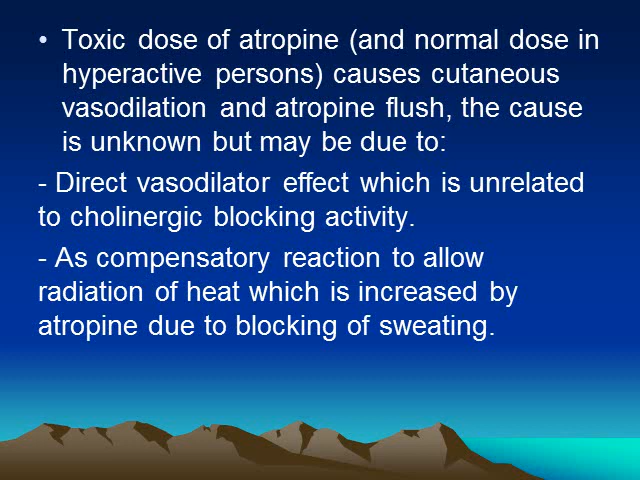 • Toxic dose of atropine (and normal dose in
hyperactive persons) causes cutaneous
vasodilation and atropine flush, the cause
is unknown but may be due to:
- Direct vasodilator effect which is unrelated
to cholinergic blocking activity.
- As compensatory reaction to allow
radiation of heat which is increased by
atropine due to blocking of sweating.